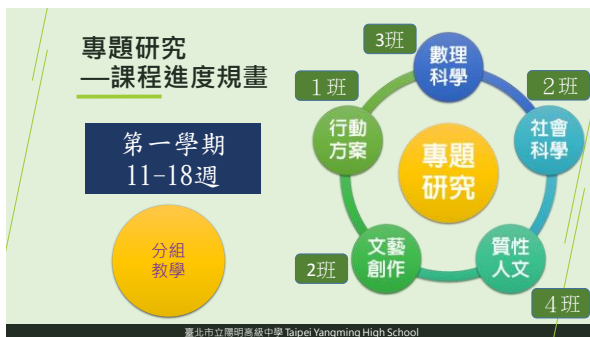 專題研究
—課程進度規畫
第一學期
11-18週
分組
教學
3班
數理
科學
1班
行動
方案
2班
社會
科學
專題
研究
文藝
創作
2班
質性
人文
4班
臺北市立陽明高級中學 Taipei Yangming High School